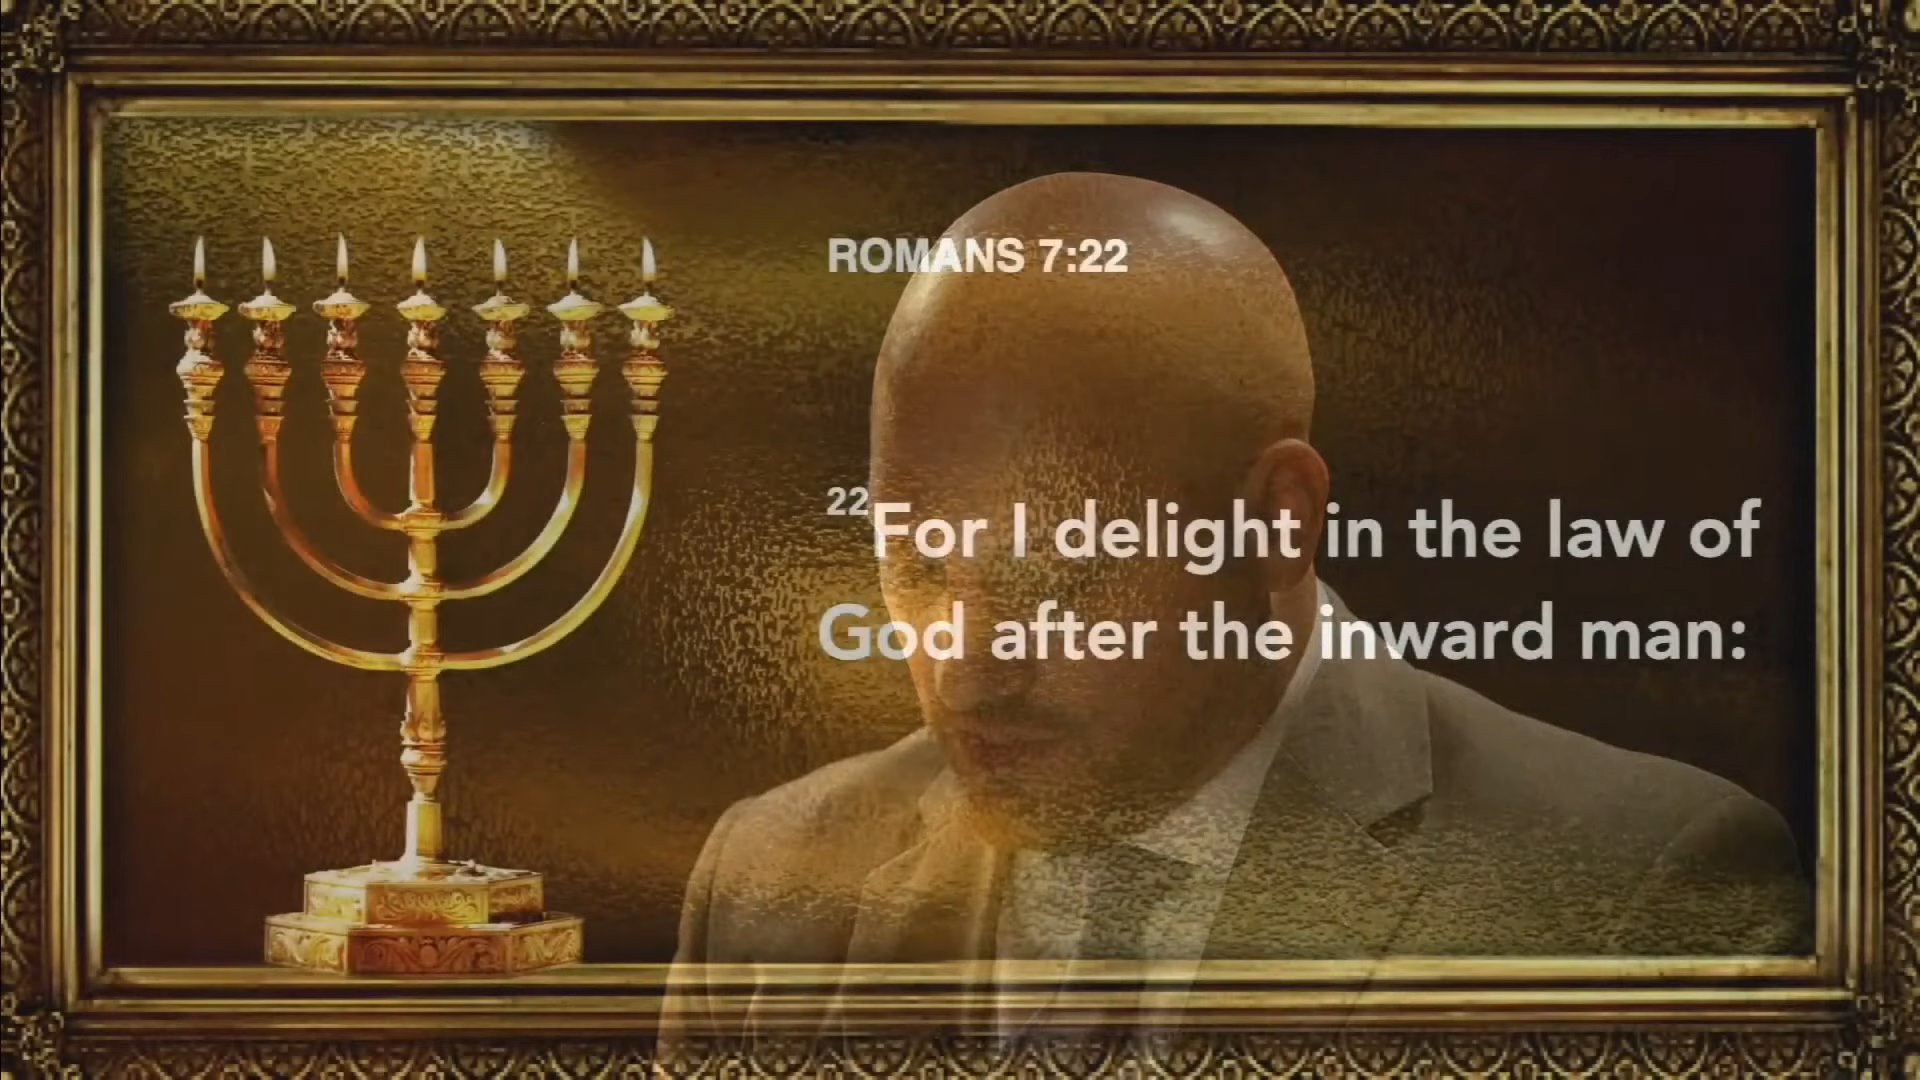 ROMANS 7:22
22For I delight in the law of
God after the inward man: